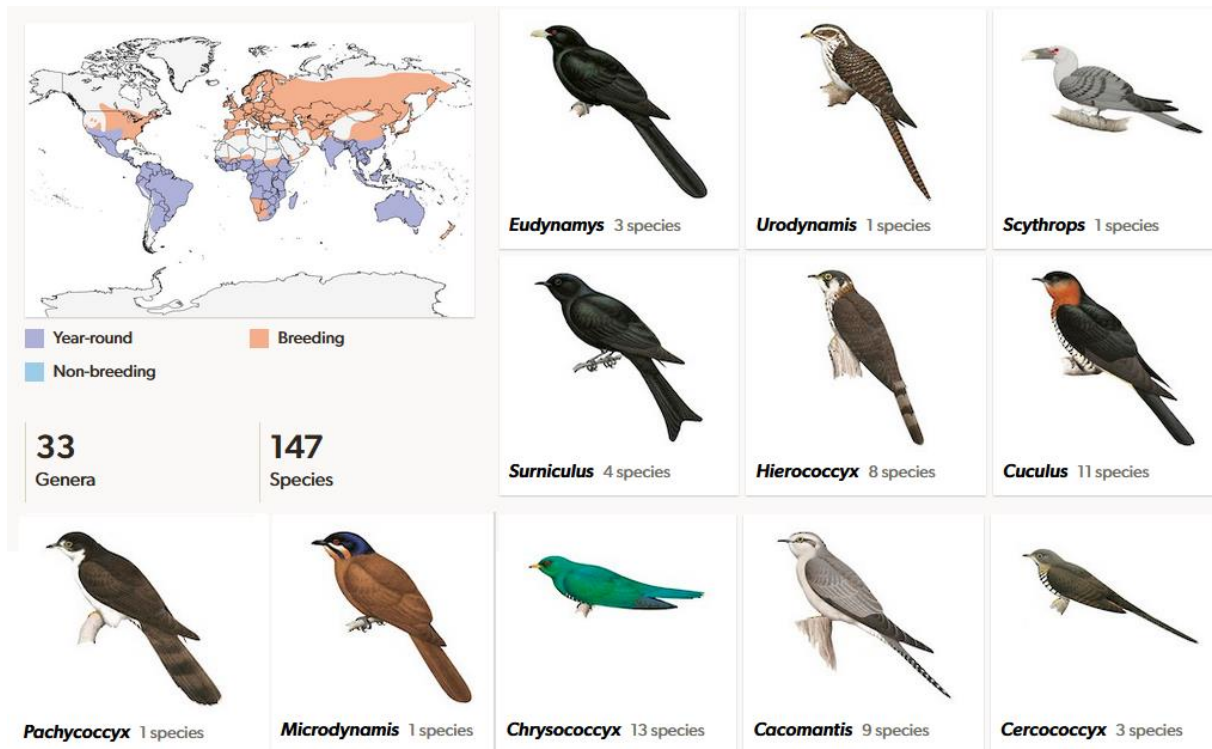 Year-round
Breeding
Non-breeding
33
Genera
147
Species
Eudynamys 3 species
Urodynamis 1 species
Scythrops 1 species
Surniculus 4 species
Hierococcyx 8 species
Cuculus 11 species
Pachycoccyx 1 species
Microdynamis 1 species
Chrysococcyx 13 species
Cacomantis 9 species
Cercococcyx 3 species